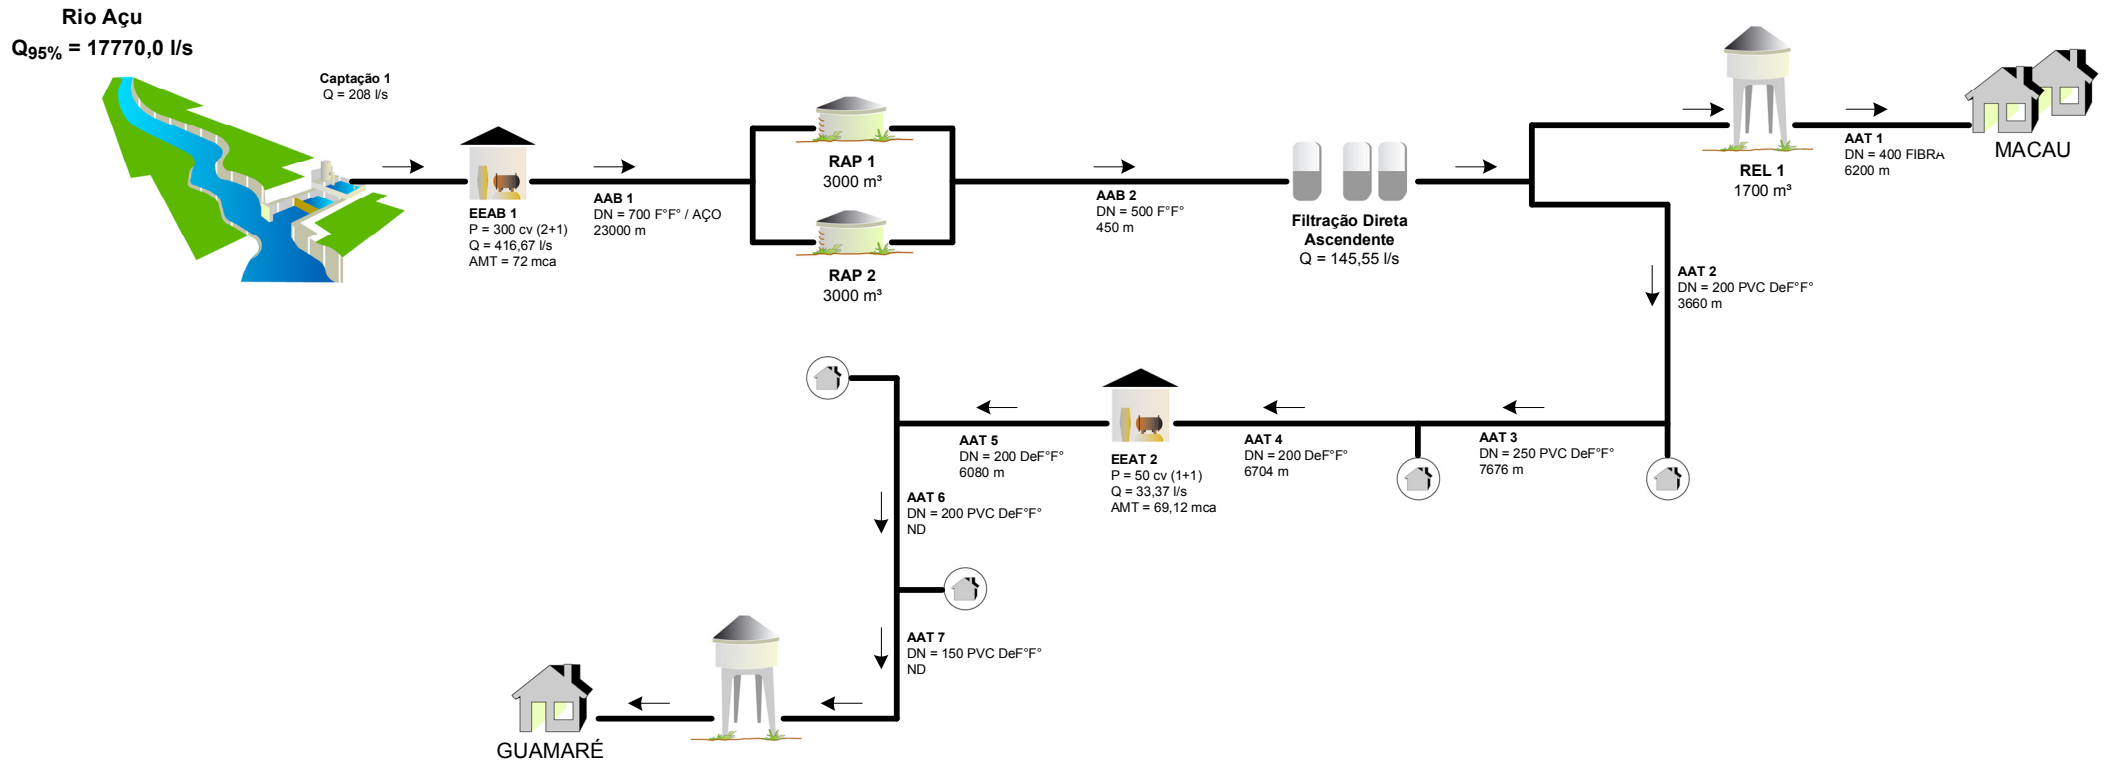 Rio Açu
Q95% = 17770,0 l/s
Captação 1
Q = 208 l/s
EEAB 1
P = 300 cv (2+1)
Q = 416,67 l/s
AMT = 72 mca
AAB 1
DN = 700 F°F° / AÇO
23000 m
RAP 1
3000 m³
RAP 2
3000 m³
AAB 2
DN = 500 F°F°
450 m
Filtração Direta
Ascendente
Q = 145,55 l/s
REL 1
1700 m³
AAT 1
DN = 400 FIBRA
6200 m
MACAU
AAT 2
DN = 200 PVC DeF°F°
3660 m
AAT 3
DN = 250 PVC DeF°F°
7676 m
AAT 4
DN = 200 DeF°F°
6704 m
EEAT 2
P = 50 cv (1+1)
Q = 33,37 l/s
AMT = 69,12 mca
AAT 5
DN = 200 DeF°F°
6080 m
AAT 6
DN = 200 PVC DeF°F°
ND
AAT 7
DN = 150 PVC DeF°F°
ND
GUAMARÉ